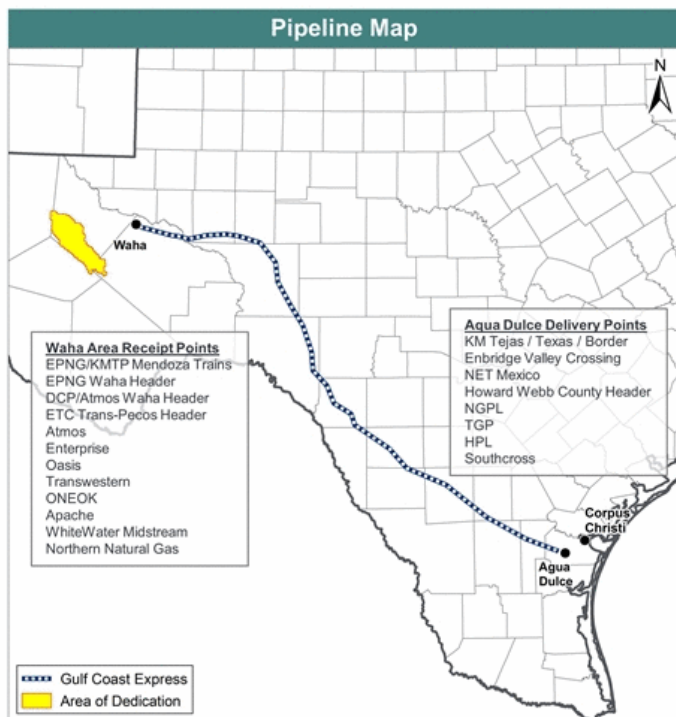 Pipeline Map
N
Waha
Waha Area Receipt Points
EPNG/KMTP Mendoza Trains
EPNG Waha Header
DCP/Atmos Waha Header
ETC Trans-Pecos Header
Atmos
Enterprise
Oasis
Transwestern
ONEOK
Apache
WhiteWater Midstream
Northern Natural Gas
Aqua Dulce Delivery Points
KM Tejas / Texas / Border
Enbridge Valley Crossing
NET Mexico
Howard Webb County Header
NGPL
TGP
HPL
Southcross
Corpus
Christi
Agua
Dulce
Gulf Coast Express
Area of Dedication